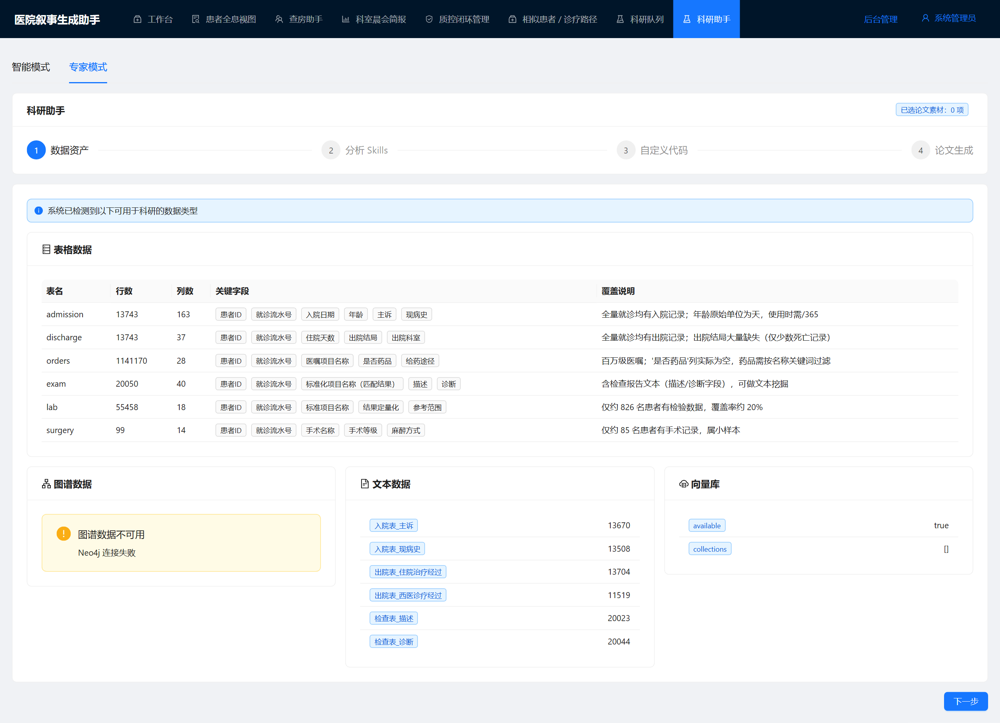 医院叙事生成助手 工作台 患者全息视图 查房助手 科室晨会简报 质控闭环管理 相似患者 / 诊疗路径 科研队列 科研助手 后台管理 系统管理员
智能模式 专家模式
科研助手 已选论文素材：0 项
1 数据资产 2 分析 Skills 3 自定义代码 4 论文生成
系统已检测到以下可用于科研的数据类型
表格数据
表名 行数 列数 关键字段 覆盖说明
admission 13743 163 患者ID 就诊流水号 入院日期 年龄 主诉 现病史 全量就诊均有入院记录；年龄原始单位为天，使用时需/365
discharge 13743 37 患者ID 就诊流水号 住院天数 出院结局 出院科室 全量就诊均有出院记录；出院结局大量缺失（仅少数死亡记录）
orders 1141170 28 患者ID 就诊流水号 医嘱项目名称 是否药品 给药途径 百万级医嘱；'是否药品'列实际为空，药品需按名称关键词过滤
exam 20050 40 患者ID 就诊流水号 标准化项目名称（匹配结果） 描述 诊断 含检查报告文本（描述/诊断字段），可做文本挖掘
lab 55458 18 患者ID 就诊流水号 标准项目名称 结果定量化 参考范围 仅约 826 名患者有检验数据，覆盖率约 20%
surgery 99 14 患者ID 就诊流水号 手术名称 手术等级 麻醉方式 仅约 85 名患者有手术记录，属小样本
图谱数据
图谱数据不可用
Neo4j 连接失败
文本数据
入院表_主诉 13670
入院表_现病史 13508
出院表_住院治疗经过 13704
出院表_西医诊疗经过 11519
检查表_描述 20023
检查表_诊断 20044
向量库
available true
collections []
下一步